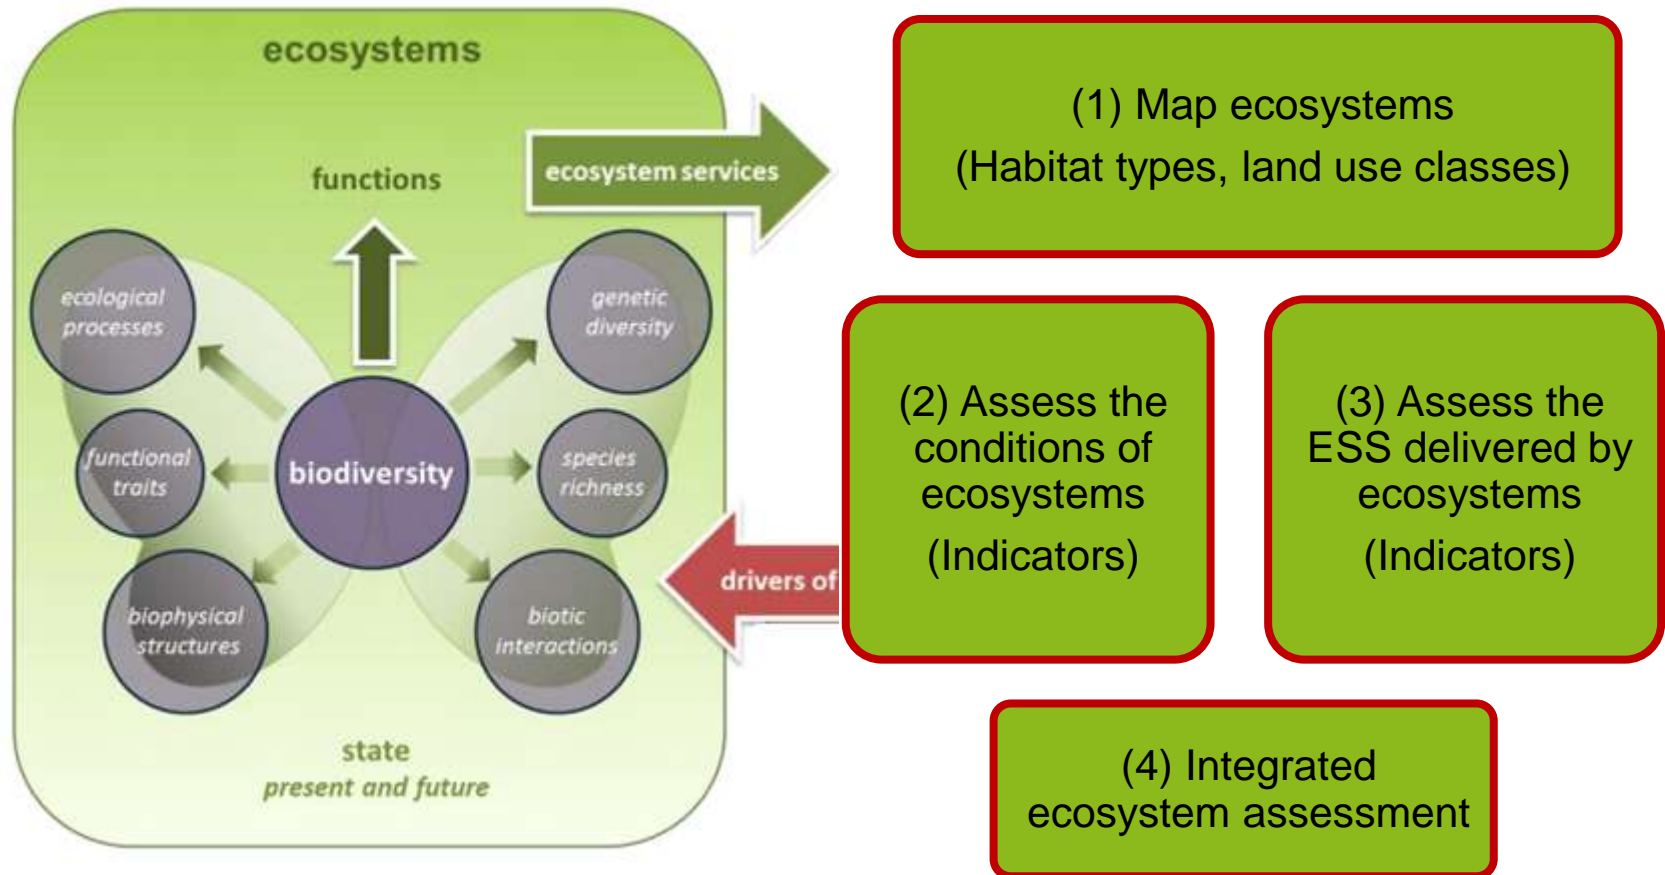 ecosystems
functions
ecosystem services
ecological
processes
genetic
diversity
functional
traits
biodiversity
species
richness
drivers of
biophysical
structures
biotic
interactions
state
present and future
(1) Map ecosystems
(Habitat types, land use classes)
(2) Assess the
conditions of
ecosystems
(Indicators)
(3) Assess the
ESS delivered by
ecosystems
(Indicators)
(4) Integrated
ecosystem assessment